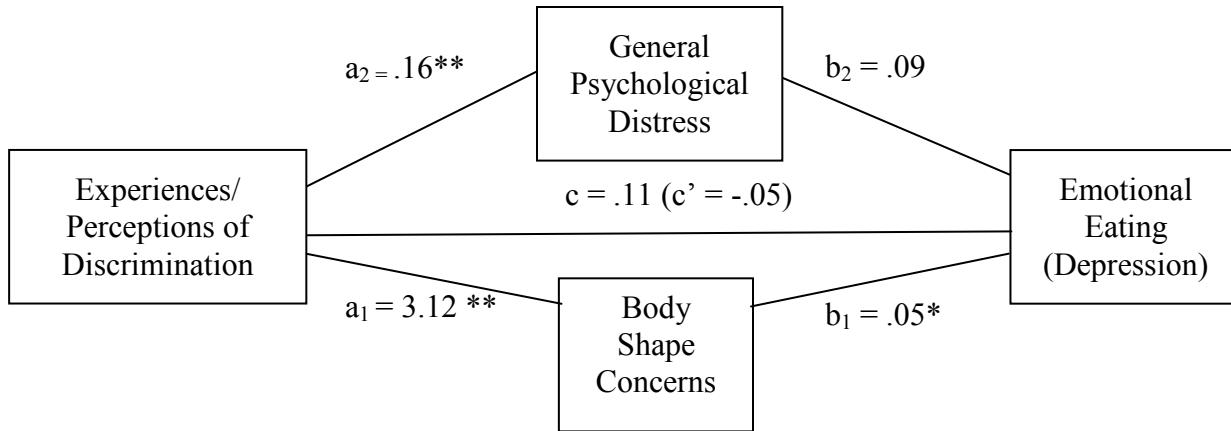 General
Psychological
Distress
a₂ = .16**
b₂ = .09
Experiences/
Perceptions of
Discrimination
c = .11 (c’ = -.05)
Emotional
Eating
(Depression)
a₁ = 3.12 **
b₁ = .05*
Body
Shape
Concerns